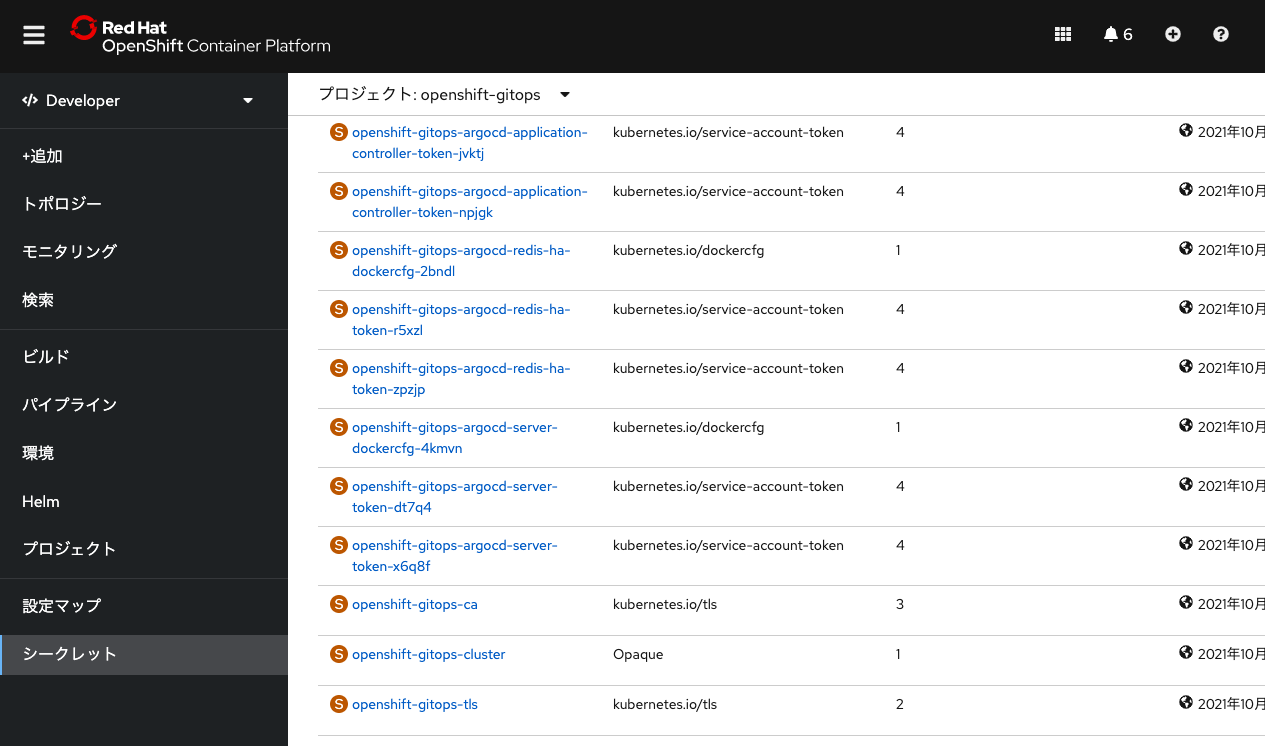 Red Hat
OpenShift Container Platform
6
Developer
+追加
トポロジー
モニタリング
検索
ビルド
パイプライン
環境
Helm
プロジェクト
設定マップ
シークレット
プロジェクト: openshift-gitops
S openshift-gitops-argocd-application- kubernetes.io/service-account-token 4 2021年10月
controller-token-jvktj
S openshift-gitops-argocd-application- kubernetes.io/service-account-token 4 2021年10月
controller-token-npjgk
S openshift-gitops-argocd-redis-ha- kubernetes.io/dockercfg 1 2021年10月
dockercfg-2bndl
S openshift-gitops-argocd-redis-ha- kubernetes.io/service-account-token 4 2021年10月
token-r5xzl
S openshift-gitops-argocd-redis-ha- kubernetes.io/service-account-token 4 2021年10月
token-zpzjp
S openshift-gitops-argocd-server- kubernetes.io/dockercfg 1 2021年10月
dockercfg-4kmvn
S openshift-gitops-argocd-server- kubernetes.io/service-account-token 4 2021年10月
token-dt7q4
S openshift-gitops-argocd-server- kubernetes.io/service-account-token 4 2021年10月
token-x6q8f
S openshift-gitops-ca kubernetes.io/tls 3 2021年10月
S openshift-gitops-cluster Opaque 1 2021年10月
S openshift-gitops-tls kubernetes.io/tls 2 2021年10月